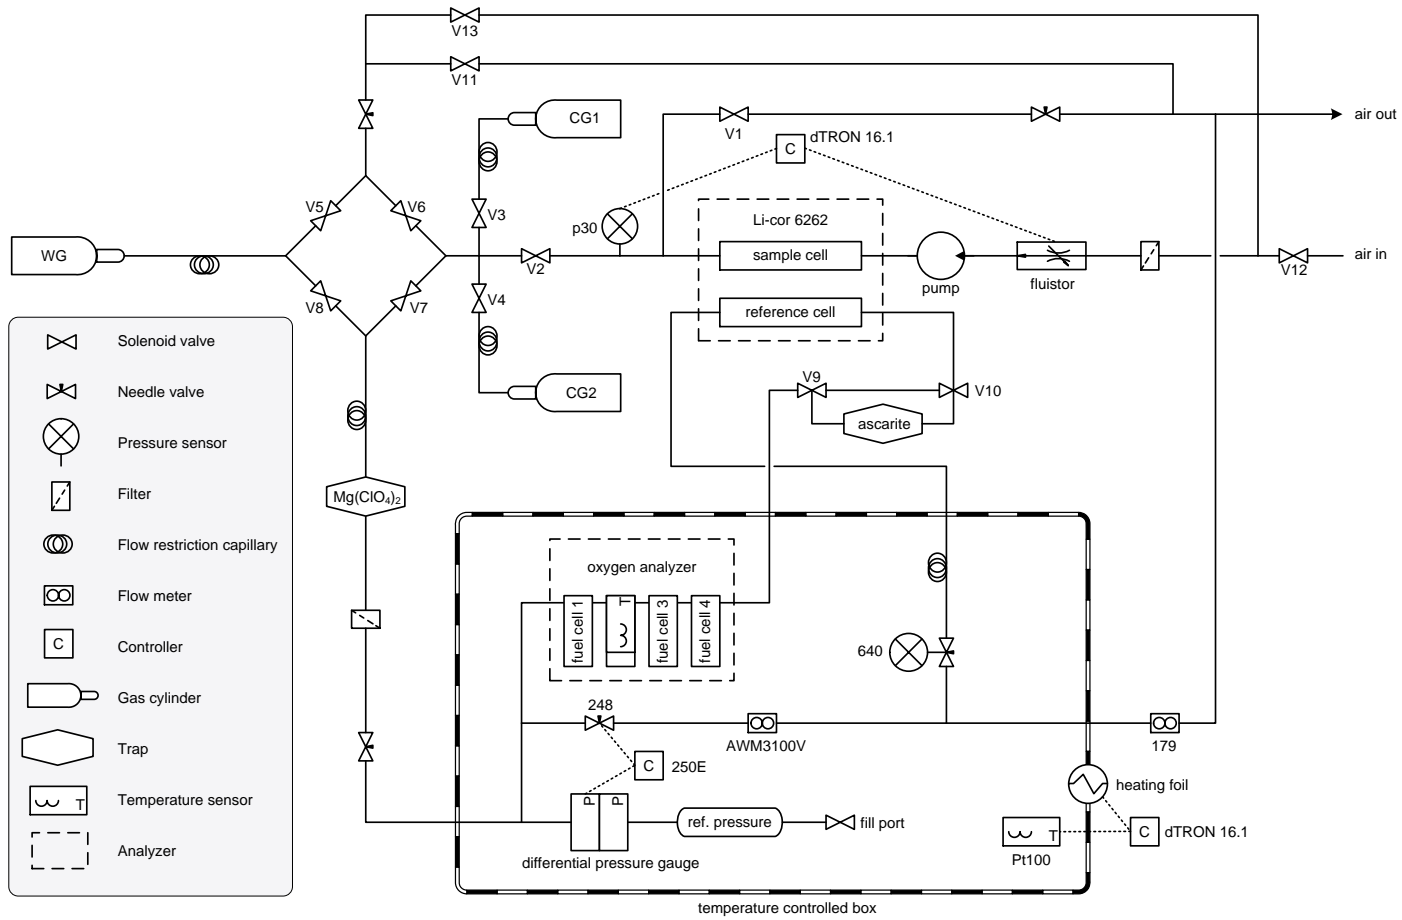 V13
V11
CG1
V1
air out
dTRON 16.1
C
V5
V6
V3
p30
Li-cor 6262
WG
V2
sample cell
pump
fluistor
V12
air in
V8
V7
V4
reference cell
CG2
V9
V10
ascarite
Mg(ClO4)2
Solenoid valve
Needle valve
Pressure sensor
Filter
Flow restriction capillary
Flow meter
C
Controller
Gas cylinder
Trap
T
Temperature sensor
Analyzer
oxygen analyzer
fuel cell 1
T
fuel cell 3
fuel cell 4
640
248
AWM3100V
179
C
250E
P
P
ref. pressure
fill port
differential pressure gauge
heating foil
T
Pt100
C
dTRON 16.1
temperature controlled box